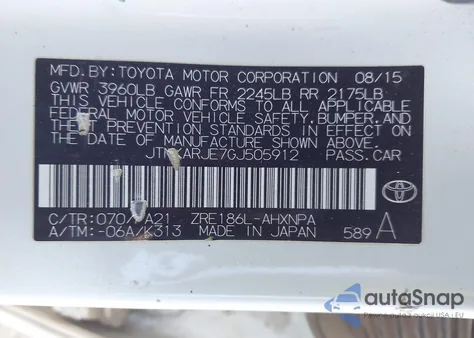 MFD.BY:TOYOTA MOTOR CORPORATION 08/15
GVWR 3960LB GAWR FR 2245LB RR 2175LB
THIS VEHICLE CONFORMS TO ALL APPLICABLE
FEDERAL MOTOR VEHICLE SAFETY,BUMPER,AND
THEFT PREVENTION STANDARDS IN EFFECT ON
THE DATE OF MANUFACTURE SHOWN ABOVE.
PASS.CAR
C/TR: ZRE186L-AHXNPA
A/TM:-06A/K313 MADE IN JAPAN 589 A
TOYOTA
autoSnap